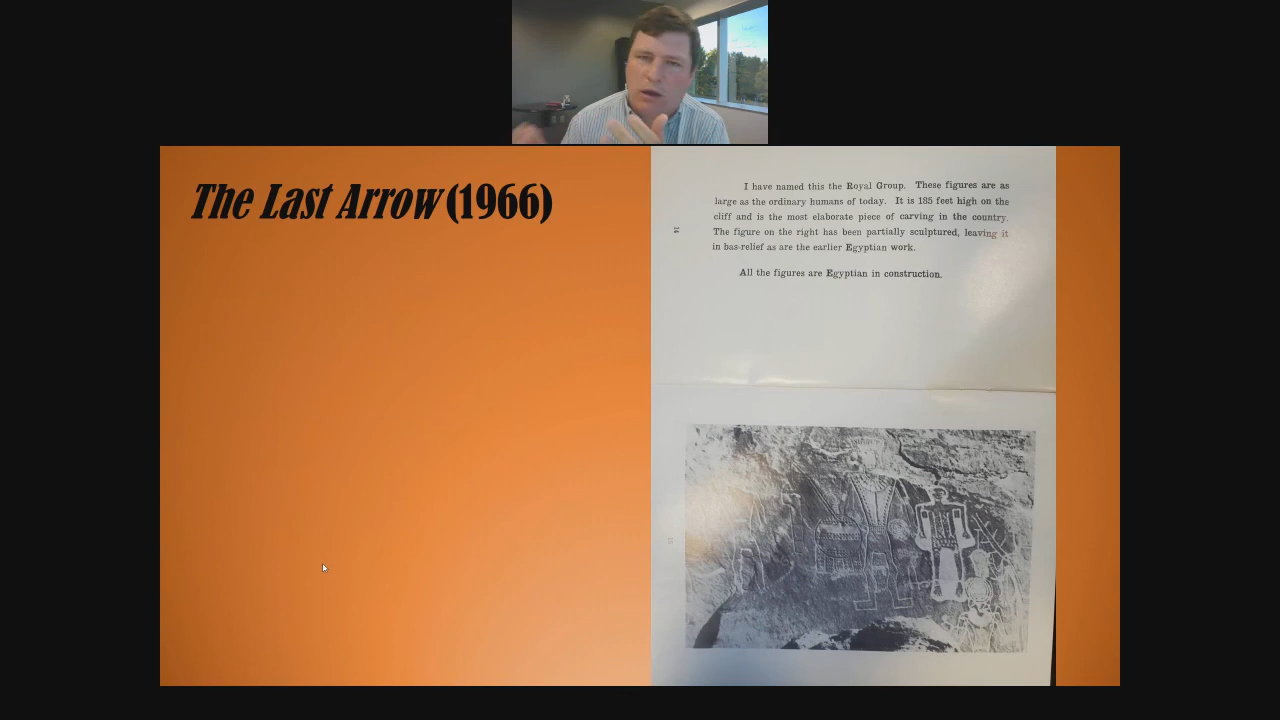 The Last Arrow (1966)
I have named this the Royal Group. These figures are as
large as the ordinary humans of today. It is 185 feet high on the
cliff and is the most elaborate piece of carving in the country.
The figure on the right has been partially sculptured, leaving it
in bas-relief as are the earlier Egyptian work.
All the figures are Egyptian in construction.